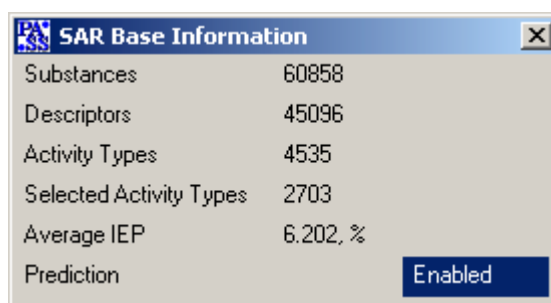 PASS SAR Base Information
Substances 60858
Descriptors 45096
Activity Types 4535
Selected Activity Types 2703
Average IEP 6.202, %
Prediction Enabled